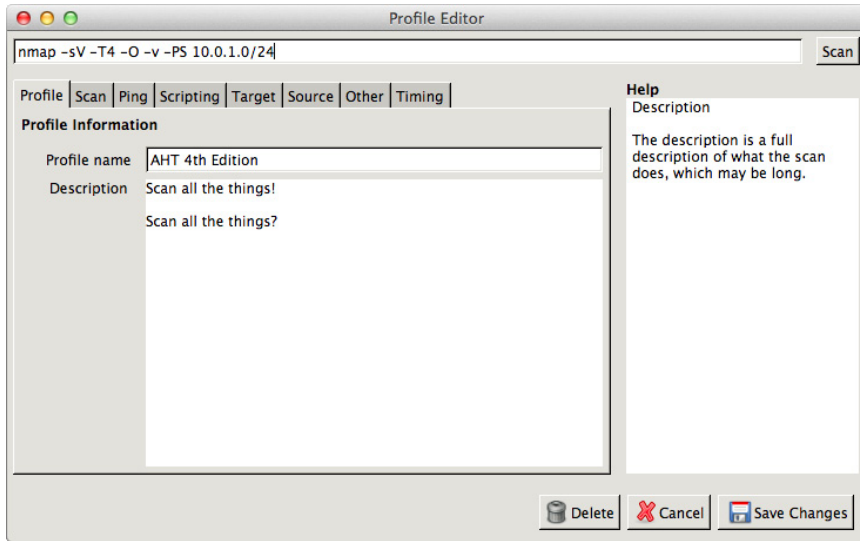 Profile Editor
nmap -sV -T4 -O -v -PS 10.0.1.0/24
Scan
Profile Scan Ping Scripting Target Source Other Timing
Profile Information
Profile name AHT 4th Edition
Description Scan all the things!
Scan all the things?
Help
Description
The description is a full
description of what the scan
does, which may be long.
Delete Cancel Save Changes